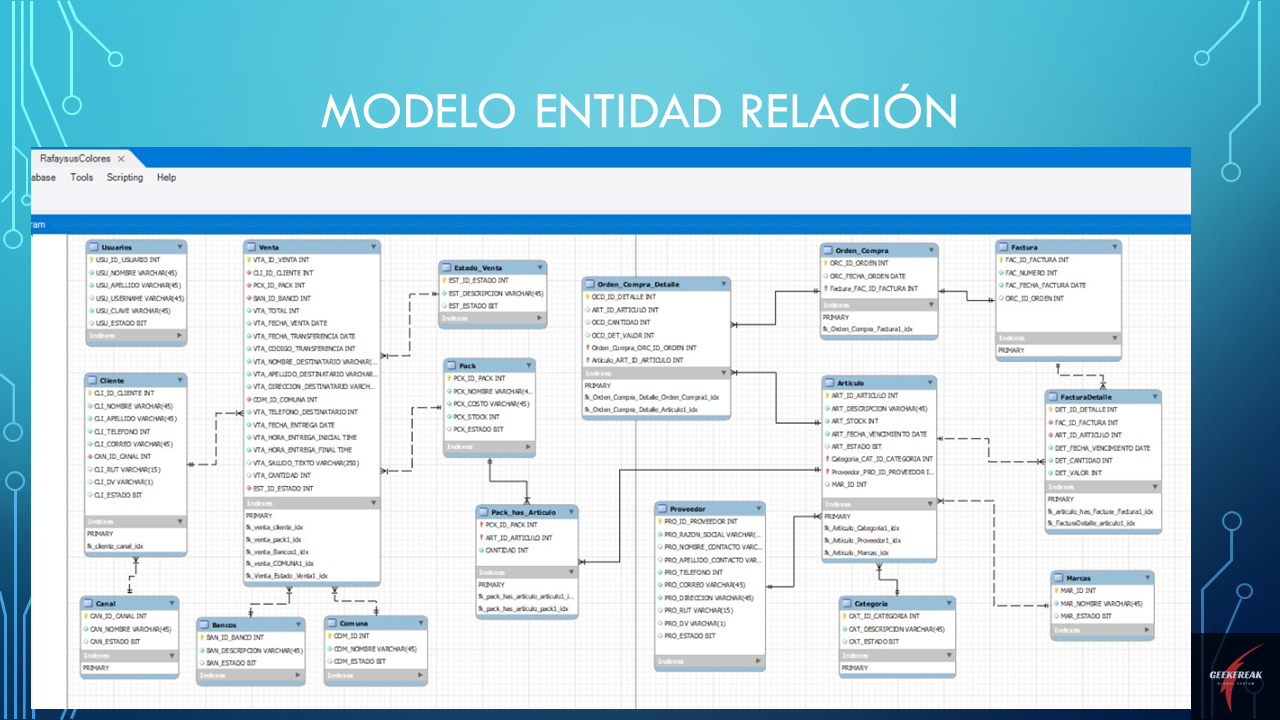 MODELO ENTIDAD RELACIÓN
RafaysusColores ×
abase Tools Scripting Help
ram
Usuarios
USU_ID_USUARIO INT
USU_NOMBRE VARCHAR(45)
USU_APELLIDO VARCHAR(45)
USU_USERNAME VARCHAR(45)
USU_CLAVE VARCHAR(45)
USU_ESTADO BIT
Indexes
Venta
VTA_ID_VENTA INT
CLI_ID_CLIENTE INT
PCK_ID_PACK INT
BAN_ID_BANCO INT
VTA_TOTAL INT
VTA_FECHA_VENTA DATE
VTA_FECHA_TRANSFERENCIA DATE
VTA_CODIGO_TRANSFERENCIA INT
VTA_NOMBRE_DESTINATARIO VARCHAR(...
VTA_APELLIDO_DESTINATARIO VARCHAR...
VTA_DIRECCION_DESTINATARIO VARCH...
COM_ID_COMUNA INT
VTA_TELEFONO_DESTINATARIO INT
VTA_FECHA_ENTREGA DATE
VTA_HORA_ENTREGA_INICIAL TIME
VTA_HORA_ENTREGA_FINAL TIME
VTA_SALUDO_TEXTO VARCHAR(250)
VTA_CANTIDAD INT
EST_ID_ESTADO INT
Indexes
PRIMARY
fk_venta_cliente_idx
fk_venta_pack1_idx
fk_venta_Bancos1_idx
fk_venta_COMUNA1_idx
fk_Venta_Estado_Venta1_idx
Estado_Venta
EST_ID_ESTADO INT
EST_DESCRIPCION VARCHAR(45)
EST_ESTADO BIT
Indexes
Orden_Compra_Detalle
OCD_ID_DETALLE INT
ART_ID_ARTICULO INT
OCD_CANTIDAD INT
OCD_DET_VALOR INT
Orden_Compra_ORC_ID_ORDEN INT
Articulo_ART_ID_ARTICULO INT
Indexes
PRIMARY
fk_Orden_Compra_Detalle_Orden_Compra1_idx
fk_Orden_Compra_Detalle_Articulo1_idx
Orden_Compra
ORC_ID_ORDEN INT
ORC_FECHA_ORDEN DATE
Factura_FAC_ID_FACTURA INT
Indexes
PRIMARY
fk_Orden_Compra_Factura1_idx
Factura
FAC_ID_FACTURA INT
FAC_NUMERO INT
FAC_FECHA_FACTURA DATE
ORC_ID_ORDEN INT
Indexes
PRIMARY
Cliente
CLI_ID_CLIENTE INT
CLI_NOMBRE VARCHAR(45)
CLI_APELLIDO VARCHAR(45)
CLI_TELEFONO INT
CLI_CORREO VARCHAR(45)
CAN_ID_CANAL INT
CLI_RUT VARCHAR(15)
CLI_DV VARCHAR(1)
CLI_ESTADO BIT
Indexes
PRIMARY
fk_cliente_canal_idx
Pack
PCK_ID_PACK INT
PCK_NOMBRE VARCHAR(4...
PCK_COSTO VARCHAR(45)
PCK_STOCK INT
PCK_ESTADO BIT
Indexes
Articulo
ART_ID_ARTICULO INT
ART_DESCRIPCION VARCHAR(45)
ART_STOCK INT
ART_FECHA_VENCIMIENTO DATE
ART_ESTADO BIT
Categoria_CAT_ID_CATEGORIA INT
Proveedor_PRO_ID_PROVEEDOR I...
MAR_ID INT
Indexes
PRIMARY
fk_Articulo_Categoria1_idx
fk_Articulo_Proveedor1_idx
fk_Articulo_Marcas_idx
FacturaDetalle
DET_ID_DETALLE INT
FAC_ID_FACTURA INT
ART_ID_ARTICULO INT
DET_FECHA_VENCIMIENTO DATE
DET_CANTIDAD INT
DET_VALOR INT
Indexes
PRIMARY
fk_articulo_has_Factura_Factura1_idx
fk_FacturaDetalle_articulo1_idx
Pack_has_Articulo
PCK_ID_PACK INT
ART_ID_ARTICULO INT
CANTIDAD INT
Indexes
PRIMARY
fk_pack_has_articulo_articulo1_i...
fk_pack_has_articulo_pack1_idx
Proveedor
PRO_ID_PROVEEDOR INT
PRO_RAZON_SOCIAL VARCHAR(...
PRO_NOMBRE_CONTACTO VARC...
PRO_APELLIDO_CONTACTO VAR...
PRO_TELEFONO INT
PRO_CORREO VARCHAR(45)
PRO_DIRECCION VARCHAR(45)
PRO_RUT VARCHAR(15)
PRO_DV VARCHAR(1)
PRO_ESTADO BIT
Indexes
Marcas
MAR_ID INT
MAR_NOMBRE VARCHAR(45)
MAR_ESTADO BIT
Indexes
Canal
CAN_ID_CANAL INT
CAN_NOMBRE VARCHAR(45)
CAN_ESTADO BIT
Indexes
PRIMARY
Bancos
BAN_ID_BANCO INT
BAN_DESCRIPCION VARCHAR(45)
BAN_ESTADO BIT
Indexes
Comuna
COM_ID INT
COM_NOMBRE VARCHAR(45)
COM_ESTADO BIT
Indexes
Categoria
CAT_ID_CATEGORIA INT
CAT_DESCRIPCION VARCHAR(45)
CAT_ESTADO BIT
Indexes
PRIMARY
GEEKEREAK